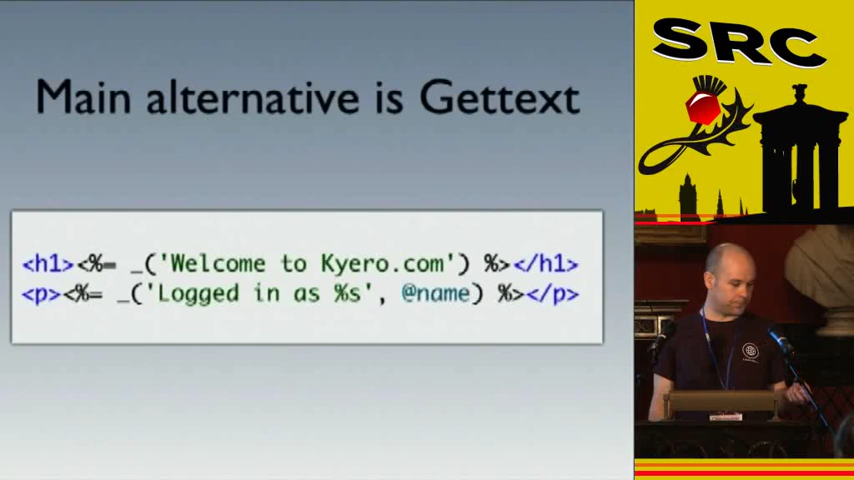 Main alternative is Gettext
<h1><%= _('Welcome to Kyero.com') %></h1>
<p><%= _('Logged in as %s', @name) %></p>
SRC